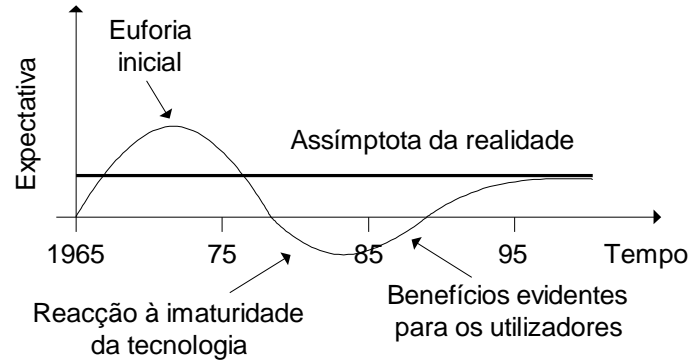 Euforia
inicial
Expectativa
Assímptota da realidade
1965
75
85
95
Tempo
Reacção à imaturidade
da tecnologia
Benefícios evidentes
para os utilizadores